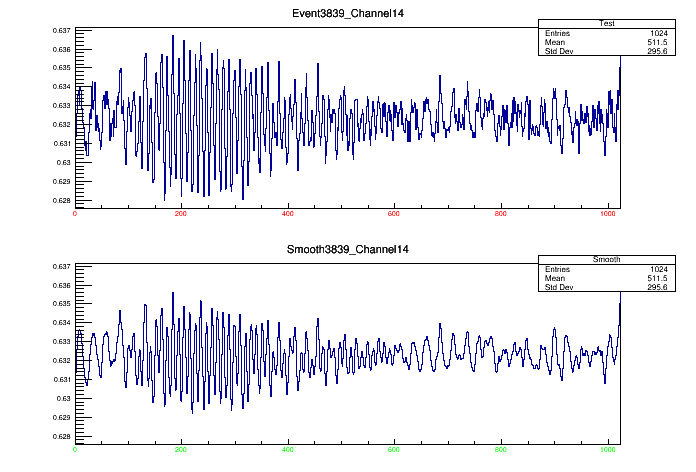 Event3839_Channel14
Test
Entries 1024
Mean 511.5
Std Dev 295.6
0.637
0.636
0.635
0.634
0.633
0.632
0.631
0.63
0.629
0.628
0 200 400 600 800 1000
Smooth3839_Channel14
Smooth
Entries 1024
Mean 511.5
Std Dev 295.6
0.637
0.636
0.635
0.634
0.633
0.632
0.631
0.63
0.629
0.628
0 200 400 600 800 1000